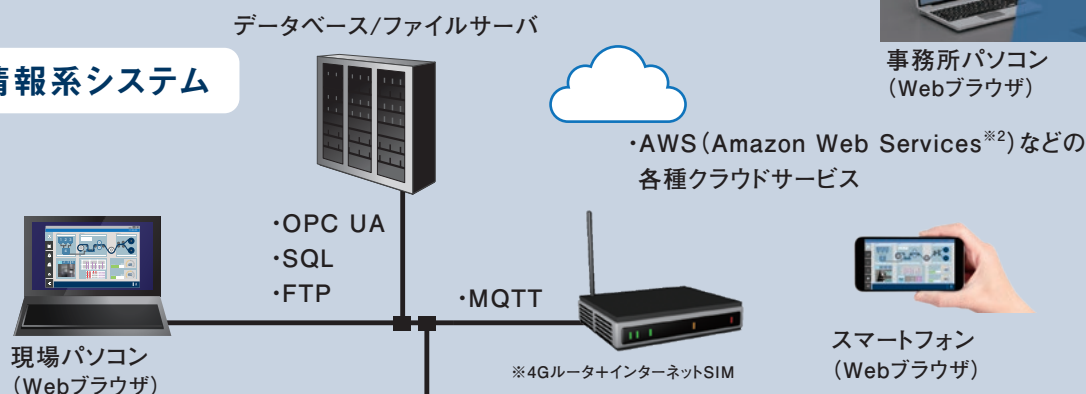 データベース/ファイルサーバ
情報系システム
事務所パソコン
（Webブラウザ）
・AWS（Amazon Web Services※2）などの
各種クラウドサービス
・OPC UA
・SQL
・FTP
・MQTT
現場パソコン
（Webブラウザ）
※4Gルータ+インターネットSIM
スマートフォン
（Webブラウザ）